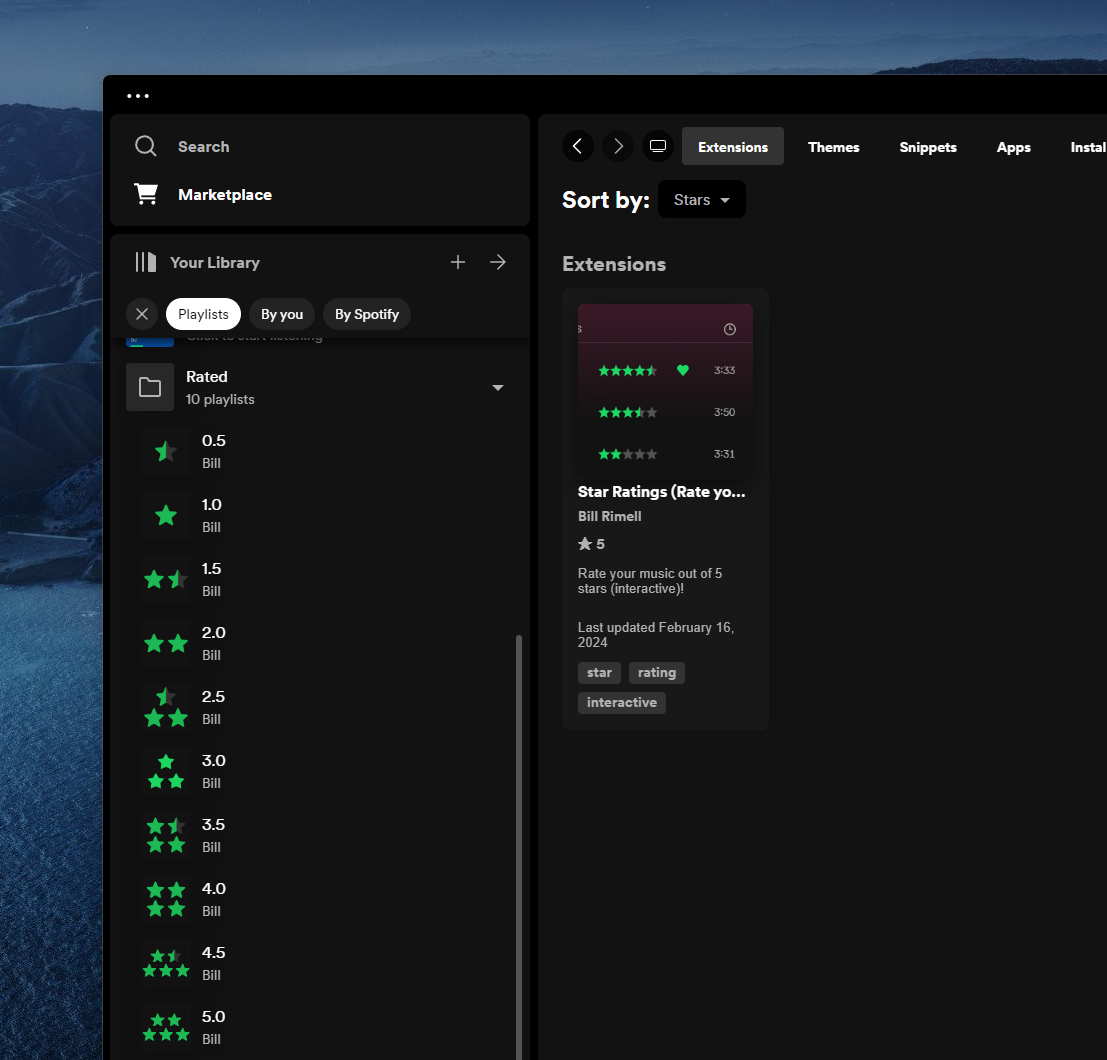 Search
Marketplace
Your Library
Playlists
By you
By Spotify
Click to start listening
Rated
10 playlists
0.5
Bill
1.0
Bill
1.5
Bill
2.0
Bill
2.5
Bill
3.0
Bill
3.5
Bill
4.0
Bill
4.5
Bill
5.0
Bill
Extensions
Themes
Snippets
Apps
Instal
Sort by:
Stars
Extensions
s
3:33
3:50
3:31
Star Ratings (Rate yo...
Bill Rimell
5
Rate your music out of 5
stars (interactive)!
Last updated February 16,
2024
star
rating
interactive